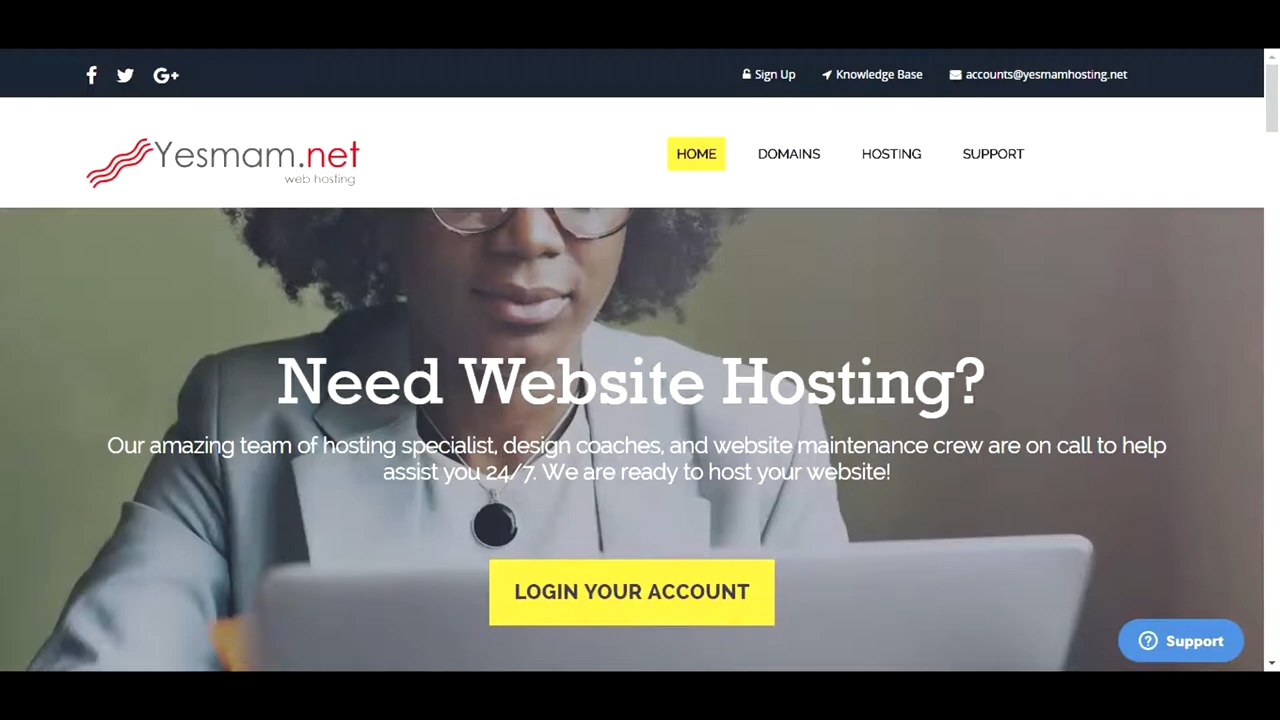 Sign Up
Knowledge Base
accounts@yesmamhosting.net
Yesmam.net
web hosting
HOME
DOMAINS
HOSTING
SUPPORT
Need Website Hosting?
Our amazing team of hosting specialist, design coaches, and website maintenance crew are on call to help
assist you 24/7. We are ready to host your website!
LOGIN YOUR ACCOUNT
Support